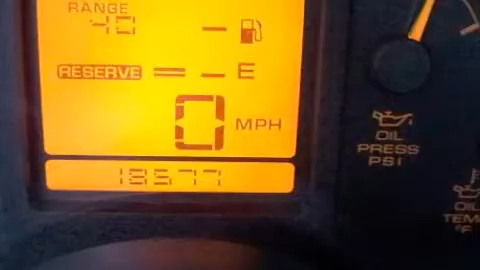 RANGE
40
RESERVE E
0 MPH
18577
OIL
PRESS
PSI
OIL
TEMP
°F